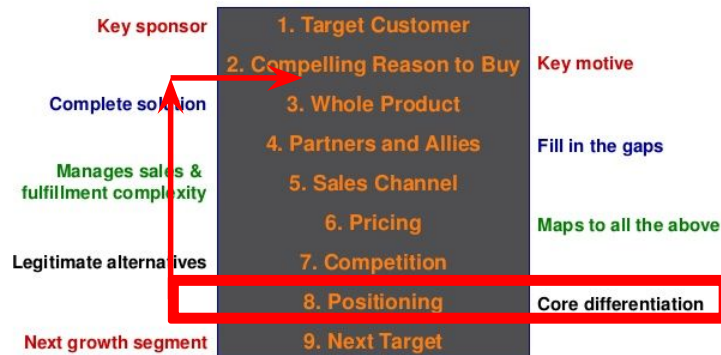 Key sponsor
1. Target Customer
2. Compelling Reason to Buy
Key motive
Complete solution
3. Whole Product
4. Partners and Allies
Fill in the gaps
Manages sales &
fulfillment complexity
5. Sales Channel
6. Pricing
Maps to all the above
Legitimate alternatives
7. Competition
8. Positioning
Core differentiation
Next growth segment
9. Next Target